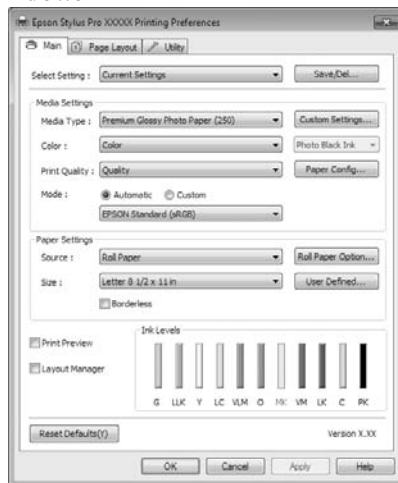 Epson Stylus Pro XXXXX Printing Preferences
Main Page Layout Utility
Select Setting : Current Settings Save/Del...
Media Settings
Media Type : Premium Glossy Photo Paper (250) Custom Settings...
Color : Color Photo Black Ink
Print Quality : Quality Paper Config...
Mode : Automatic Custom
EPSON Standard (sRGB)
Paper Settings
Source : Roll Paper Roll Paper Option...
Size : Letter 8 1/2 x 11 in User Defined...
Borderless
Print Preview
Layout Manager
Ink Levels
G LLK Y LC VLM O MK VM LK C PK
Reset Defaults(Y) Version X.XX
OK Cancel Apply Help